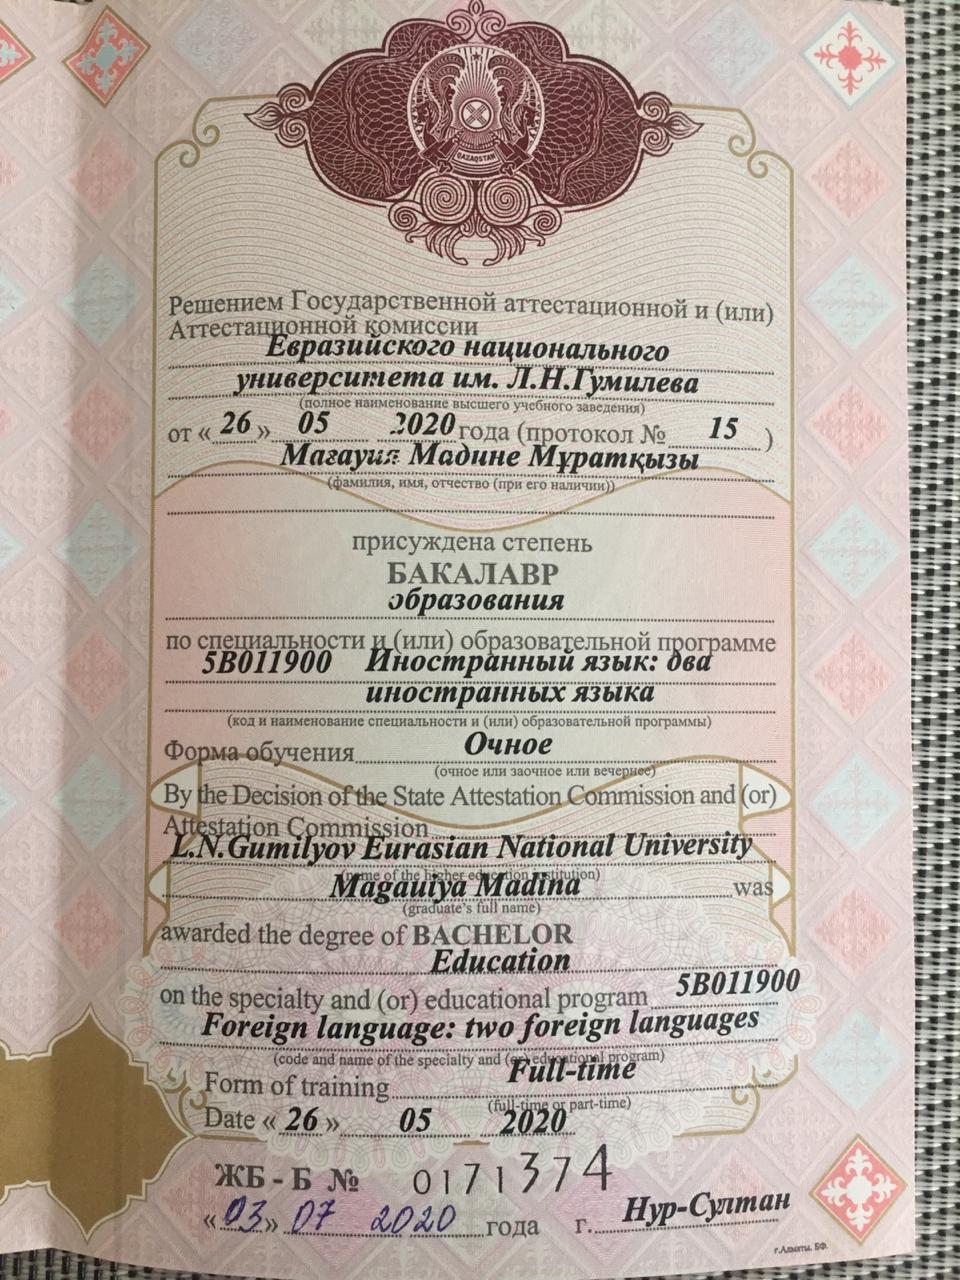 QAZAQSTAN
Решением Государственной аттестационной и (или)
Аттестационной комиссии
Евразийского национального
университета им. Л.Н.Гумилева
(полное наименование высшего учебного заведения)
от « 26 » 05 2020 года (протокол № 15 )
Мағауия Мадине Мұратқызы
(фамилия, имя, отчество (при его наличии))
присуждена степень
БАКАЛАВР
образования
по специальности и (или) образовательной программе
5В011900 Иностранный язык: два
иностранных языка
(код и наименование специальности и (или) образовательной программы)
Форма обучения Очное
(очное или заочное или вечернее)
By the Decision of the State Attestation Commission and (or)
Attestation Commission
L.N.Gumilyov Eurasian National University
(name of the higher education institution)
Magauiya Madina was
(graduate's full name)
awarded the degree of BACHELOR
Education
on the specialty and (or) educational program 5B011900
Foreign language: two foreign languages
(code and name of the specialty and (or) educational program)
Form of training Full-time
(full-time or part-time)
Date « 26 » 05 2020
ЖБ - Б № 0171374
«03» 07 2020 года г. Нур-Султан
г.Алматы. БФ.